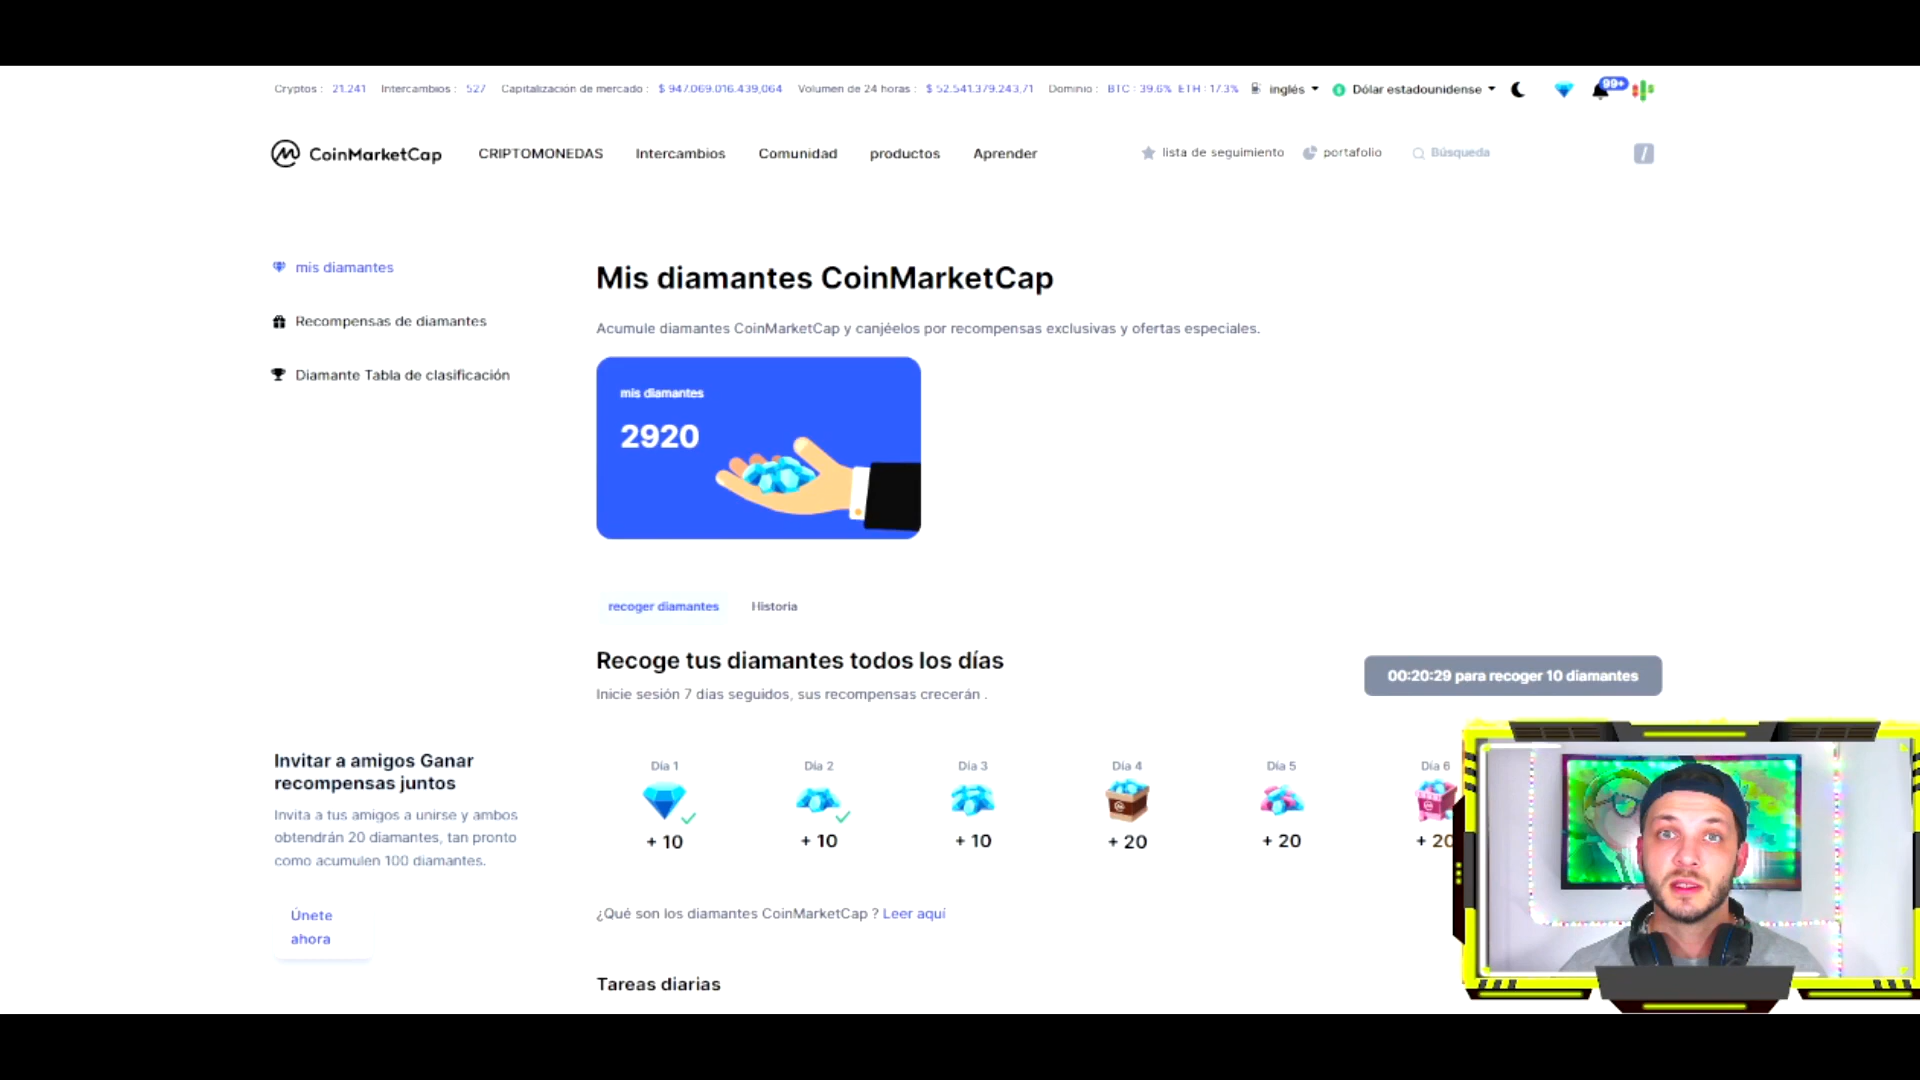 Cryptos : 21.241 Intercambios : 527 Capitalización de mercado : $ 947.069.016.439,064 Volumen de 24 horas : $ 52.541.379.243,71 Dominio : BTC : 39.6% ETH : 17.3% inglés Dólar estadounidense 99+
CoinMarketCap CRIPTOMONEDAS Intercambios Comunidad productos Aprender lista de seguimiento portafolio Búsqueda /
mis diamantes
Recompensas de diamantes
Diamante Tabla de clasificación
Mis diamantes CoinMarketCap
Acumule diamantes CoinMarketCap y canjéelos por recompensas exclusivas y ofertas especiales.
mis diamantes
2920
recoger diamantes Historia
Recoge tus diamantes todos los días
Inicie sesión 7 días seguidos, sus recompensas crecerán .
00:20:29 para recoger 10 diamantes
Invitar a amigos Ganar
recompensas juntos
Invita a tus amigos a unirse y ambos
obtendrán 20 diamantes, tan pronto
como acumulen 100 diamantes.
Únete
ahora
Día 1 Día 2 Día 3 Día 4 Día 5 Día 6
+ 10 + 10 + 10 + 20 + 20 + 20
¿Qué son los diamantes CoinMarketCap ? Leer aquí
Tareas diarias